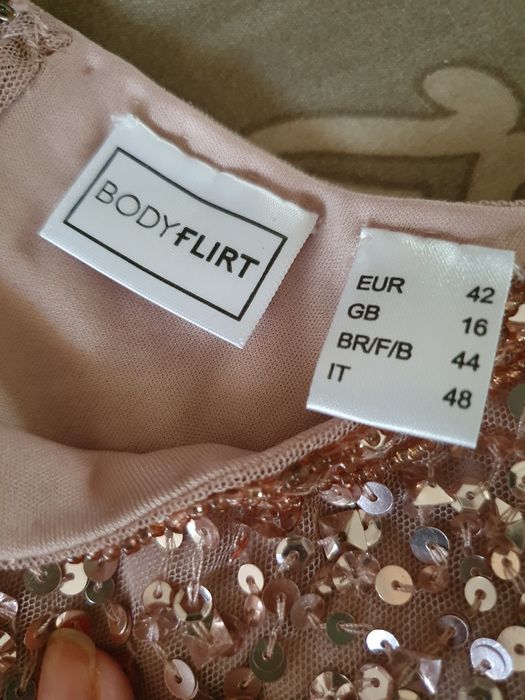 BODYFLIRT
EUR 42
GB 16
BR/F/B 44
IT 48